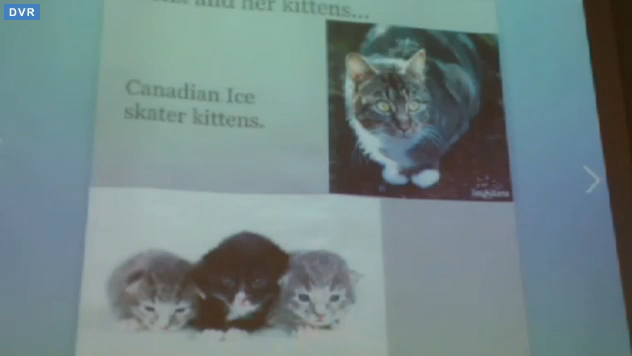 DVR
and her kittens...
Canadian Ice
skater kittens.